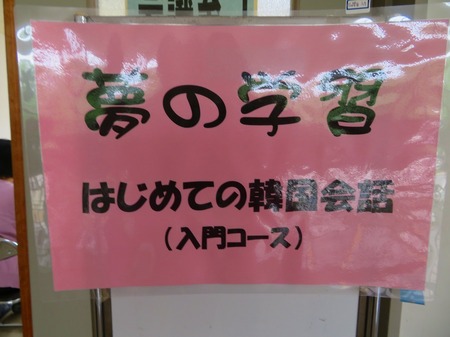 夢の学習
はじめての韓国会話
(入門コース)